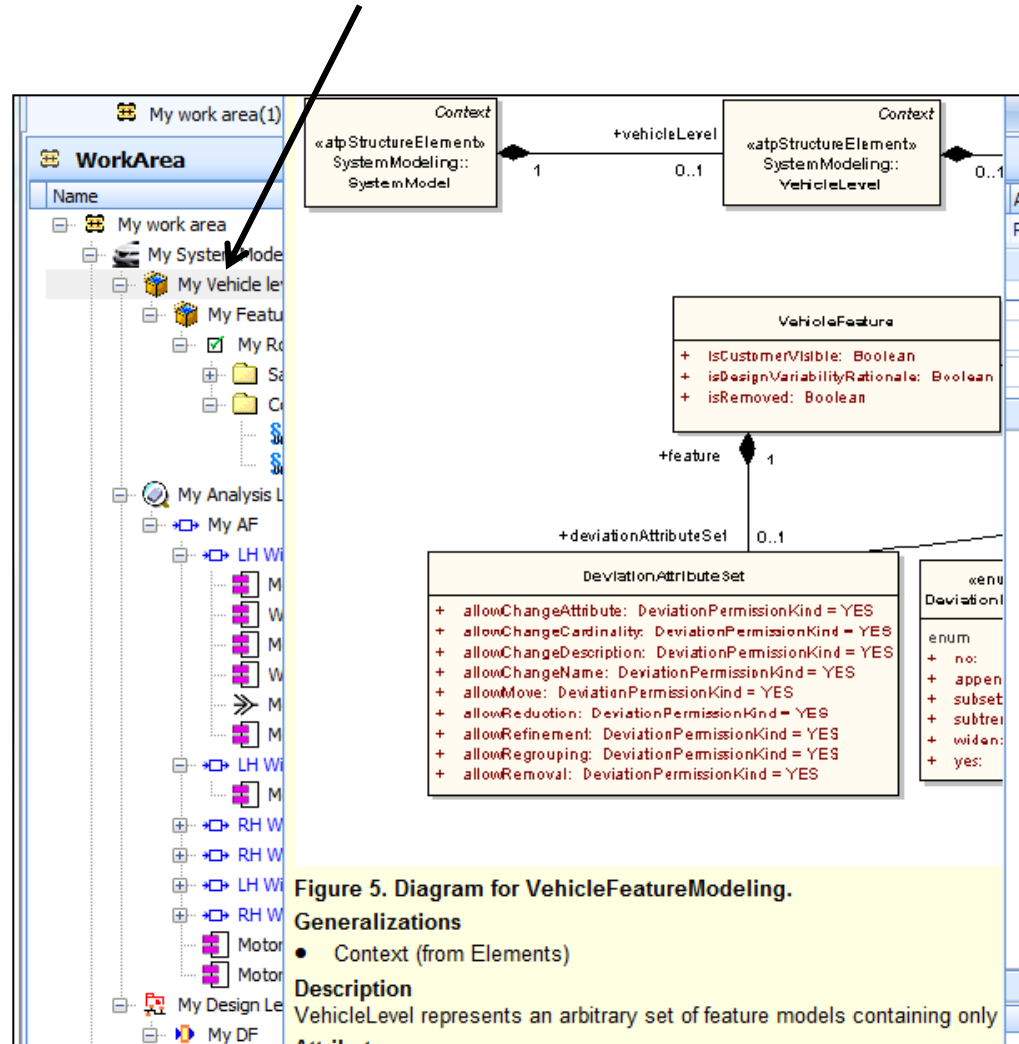 My work area(1)
WorkArea
Name
My work area
My System Mode
My Vehicle le
My Featu
My Ro
Sa
My Analysis L
My AF
LH Wi
M
W
M
W
M
M
LH Wi
M
RH W
RH W
LH Wi
RH W
Motor
Motor
My Design Le
My DF
Context
«atpStructureElement»
SystemModeling::
SystemModel
1
+vehicleLevel
0..1
Context
«atpStructureElement»
SystemModeling::
VehicleLevel
0..1
VehicleFeature
+ isCustomerVisible: Boolean
+ isDesignVariabilityRationale: Boolean
+ isRemoved: Boolean
+feature
1
+deviationAttributeSet
0..1
DeviationAttributeSet
+ allowChangeAttribute: DeviationPermissionKind = YES
+ allowChangeCardinality: DeviationPermissionKind = YES
+ allowChangeDescription: DeviationPermissionKind = YES
+ allowChangeName: DeviationPermissionKind = YES
+ allowMove: DeviationPermissionKind = YES
+ allowReduction: DeviationPermissionKind = YES
+ allowRefinement: DeviationPermissionKind = YES
+ allowRegrouping: DeviationPermissionKind = YES
+ allowRemoval: DeviationPermissionKind = YES
«enu
DeviationP
enum
+ no:
+ appen
+ subset
+ subtre
+ widen:
+ yes:
Figure 5. Diagram for VehicleFeatureModeling.
Generalizations
• Context (from Elements)
Description
VehicleLevel represents an arbitrary set of feature models containing only